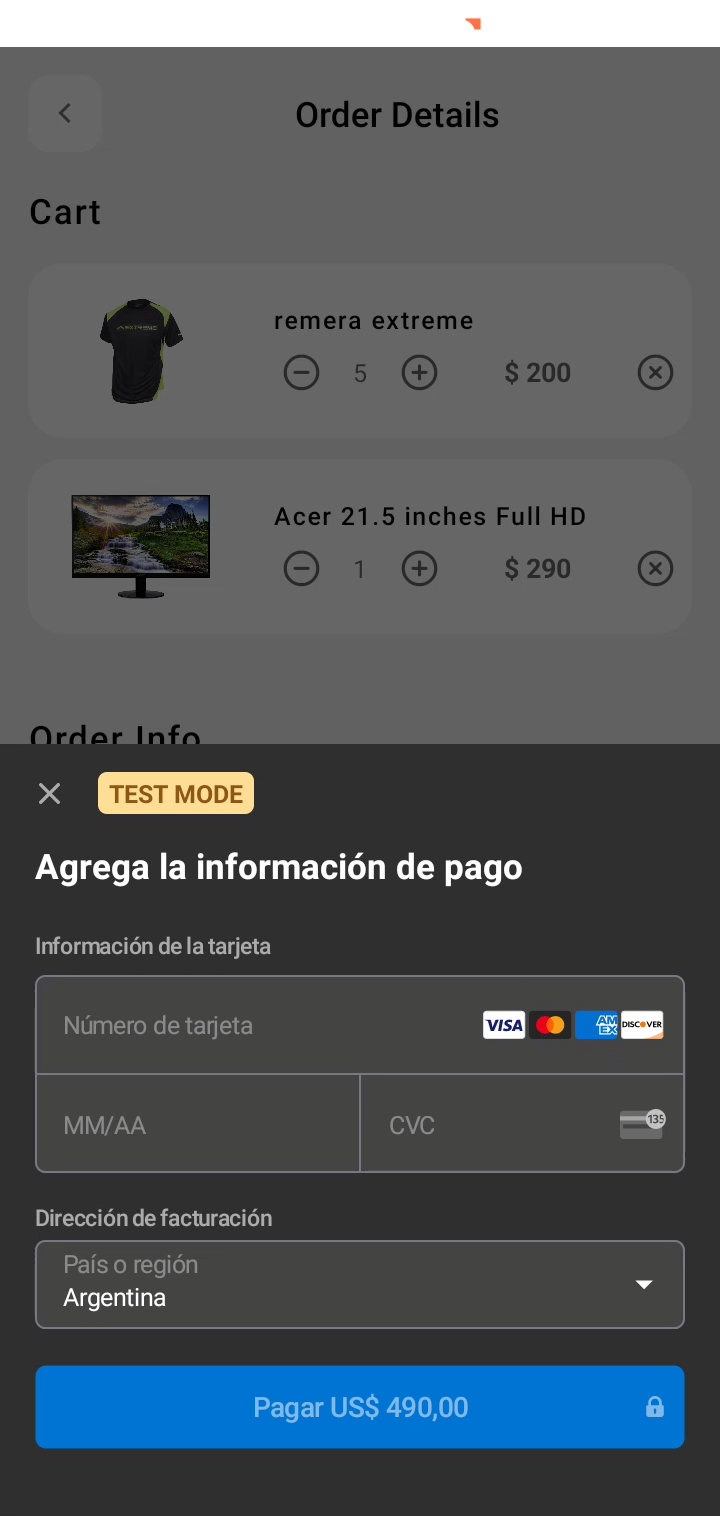 Order Details
Cart
remera extreme
5
$ 200
Acer 21.5 inches Full HD
1
$ 290
Order Info
TEST MODE
Agrega la información de pago
Información de la tarjeta
Número de tarjeta
VISA
AMEX
DISCOVER
MM/AA
CVC
135
Dirección de facturación
País o región
Argentina
Pagar US$ 490,00